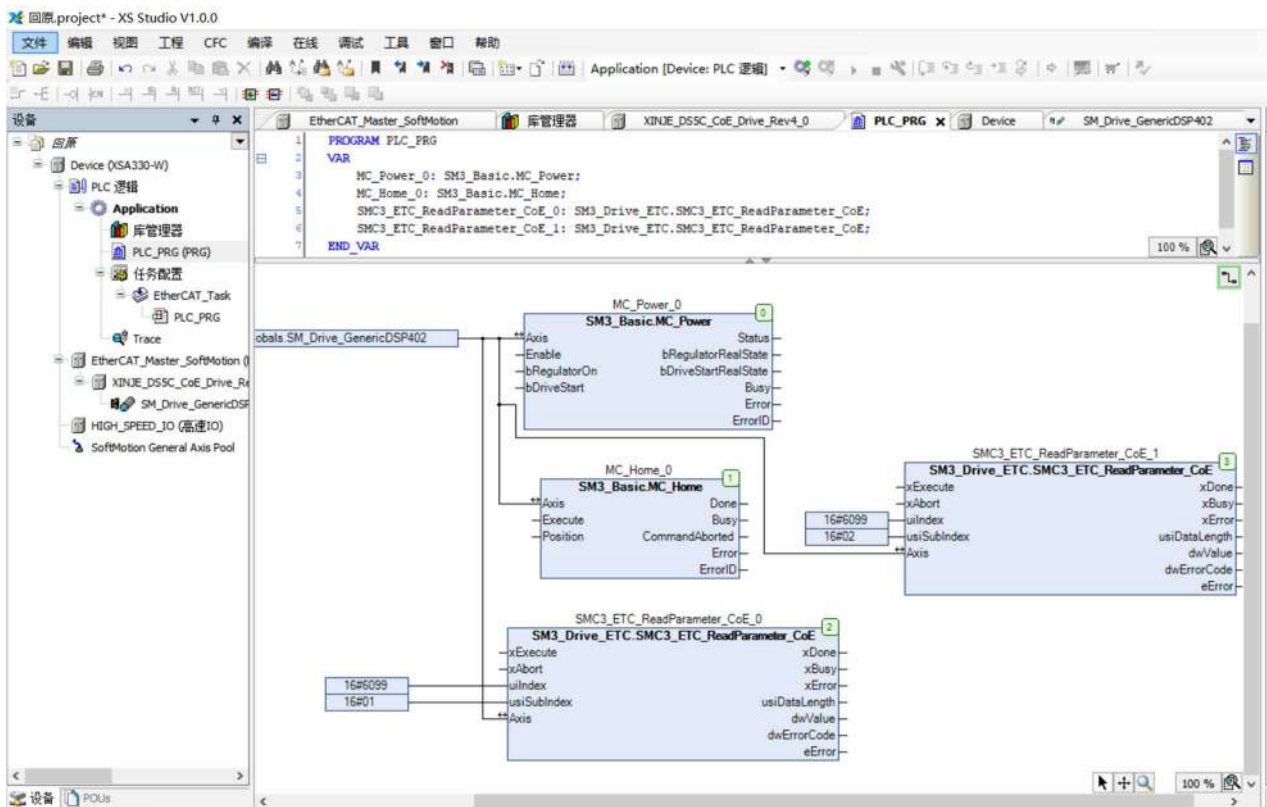 回原.project* - XS Studio V1.0.0
文件 编辑 视图 工程 CFC 编译 在线 调试 工具 窗口 帮助
Application [Device: PLC 逻辑]
设备
EtherCAT_Master_SoftMotion 库管理器 XINJE_DS5C_CoE_Drive_Rev4_0 PLC_PRG Device SM_Drive_GenericDSP402
回原
Device (XSA330-W)
PLC 逻辑
Application
库管理器
PLC_PRG (PRG)
任务配置
EtherCAT_Task
PLC_PRG
Trace
EtherCAT_Master_SoftMotion (
XINJE_DS5C_CoE_Drive_Re
SM_Drive_GenericDSP
HIGH_SPEED_IO (高速IO)
SoftMotion General Axis Pool
设备 POUs
1 PROGRAM PLC_PRG
2 VAR
3 MC_Power_0: SM3_Basic.MC_Power;
4 MC_Home_0: SM3_Basic.MC_Home;
5 SMC3_ETC_ReadParameter_CoE_0: SM3_Drive_ETC.SMC3_ETC_ReadParameter_CoE;
6 SMC3_ETC_ReadParameter_CoE_1: SM3_Drive_ETC.SMC3_ETC_ReadParameter_CoE;
7 END_VAR
100 %
obals.SM_Drive_GenericDSP402
MC_Power_0
0
SM3_Basic.MC_Power
Axis Status
Enable bRegulatorRealState
bRegulatorOn bDriveStartRealState
bDriveStart Busy
Error
ErrorID
MC_Home_0
1
SM3_Basic.MC_Home
Axis Done
Execute Busy
Position CommandAborted
Error
ErrorID
SMC3_ETC_ReadParameter_CoE_1
3
SM3_Drive_ETC.SMC3_ETC_ReadParameter_CoE
xExecute xDone
xAbort xBusy
16#6099 uiIndex xError
16#02 usiSubIndex usiDataLength
Axis dwValue
dwErrorCode
eError
SMC3_ETC_ReadParameter_CoE_0
2
SM3_Drive_ETC.SMC3_ETC_ReadParameter_CoE
xExecute xDone
xAbort xBusy
16#6099 uiIndex xError
16#01 usiSubIndex usiDataLength
Axis dwValue
dwErrorCode
eError
100 %